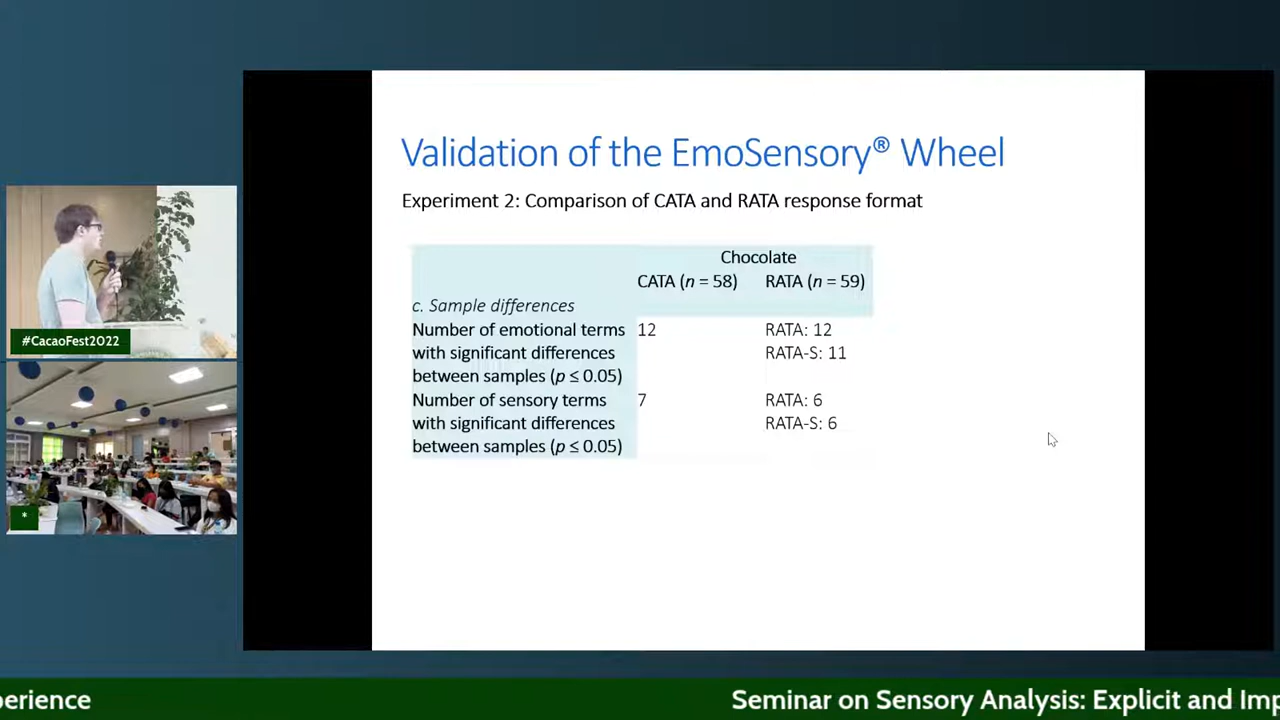 Validation of the EmoSensory® Wheel
Experiment 2: Comparison of CATA and RATA response format
Chocolate
CATA (n = 58) RATA (n = 59)
c. Sample differences
Number of emotional terms 12 RATA: 12
with significant differences RATA-S: 11
between samples (p ≤ 0.05)
Number of sensory terms 7 RATA: 6
with significant differences RATA-S: 6
between samples (p ≤ 0.05)
#CacaoFest2022
*
perience Seminar on Sensory Analysis: Explicit and Imp